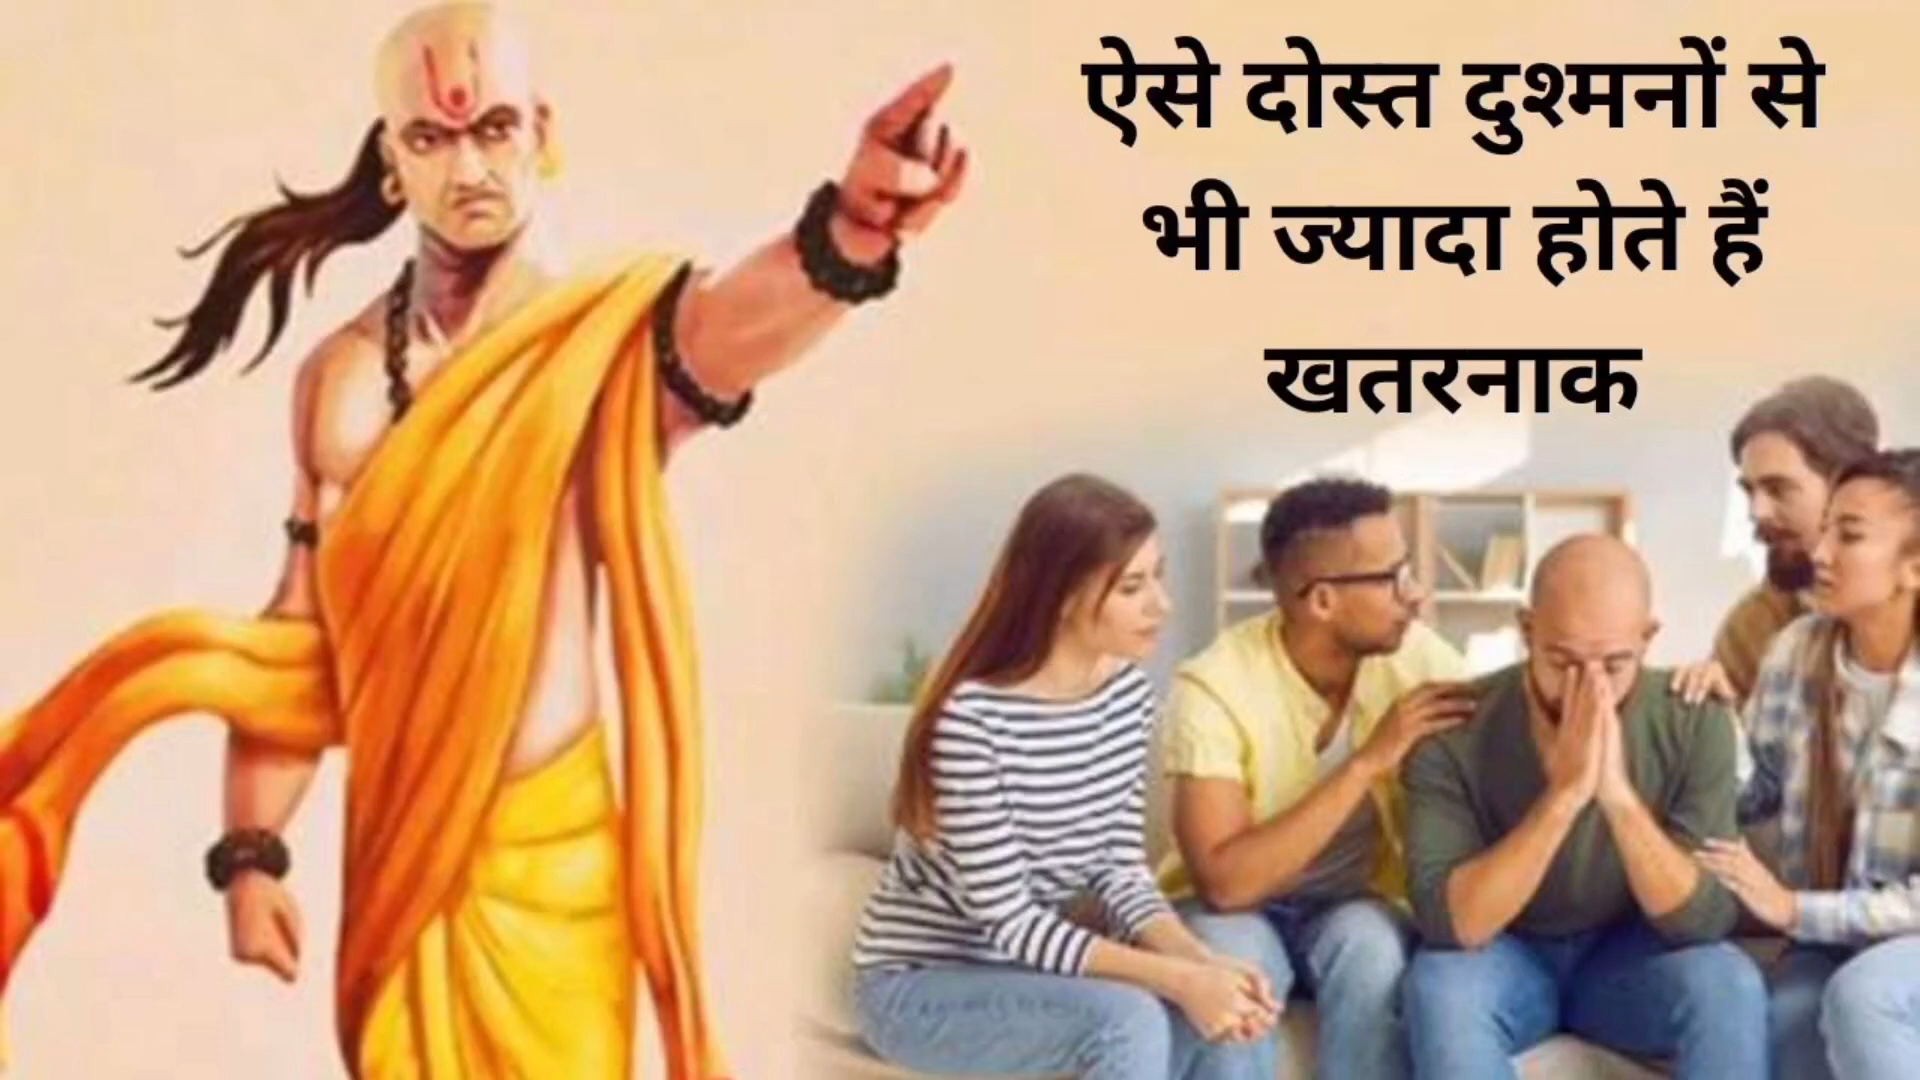 ऐसे दोस्त दुश्मनों से
भी ज्यादा होते हैं
खतरनाक